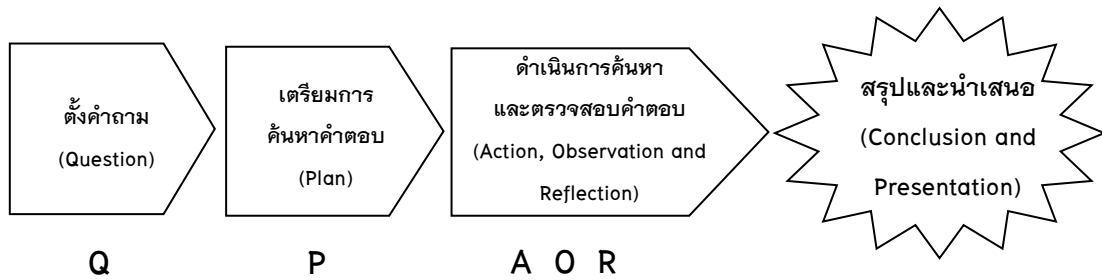 ตั้งคำถาม
(Question)
เตรียมการ
ค้นหาคำตอบ
(Plan)
ดำเนินการค้นหา
และตรวจสอบคำตอบ
(Action, Observation and
Reflection)
สรุปและนำเสนอ
(Conclusion and
Presentation)
Q P A O R